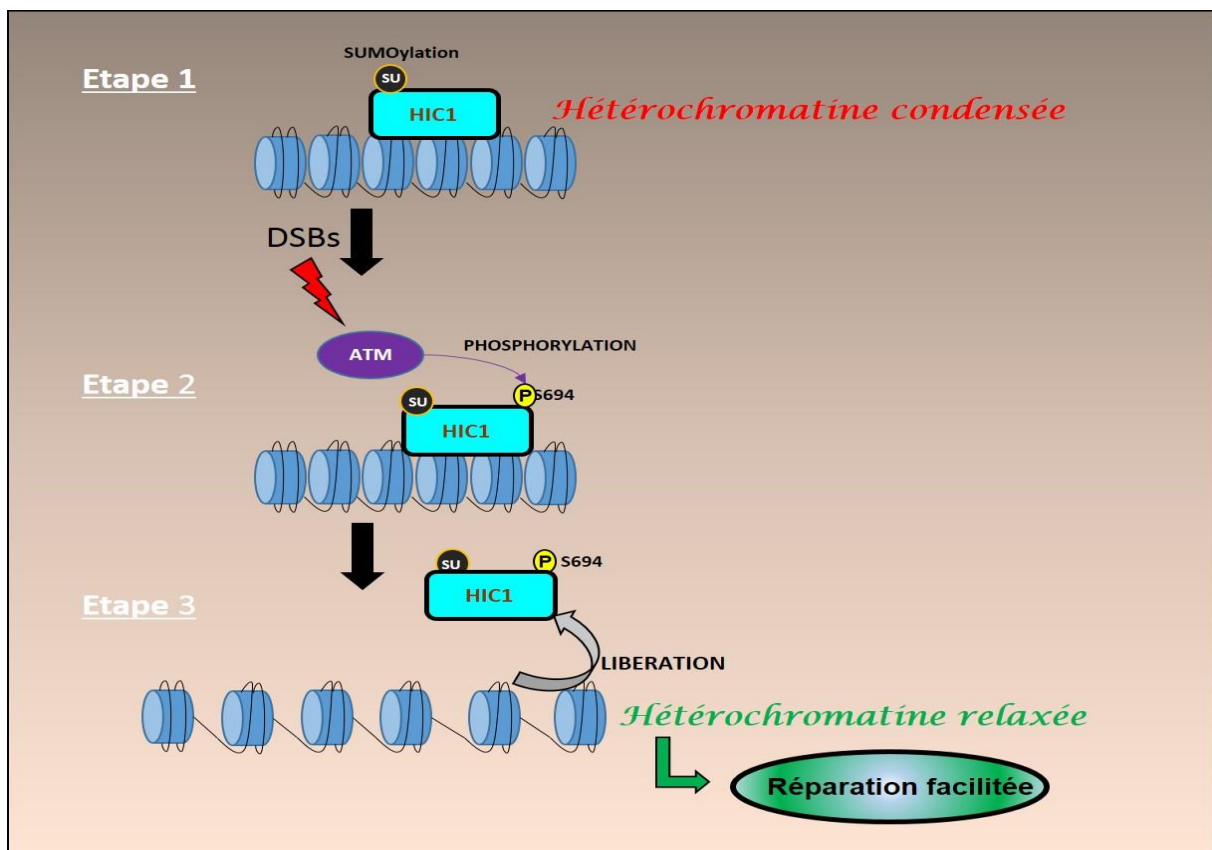 SUMOylation
Etape 1
SU
HIC1
Hétérochromatine condensée
DSBs
ATM
PHOSPHORYLATION
Etape 2
SU
P
S694
HIC1
SU
P
S694
HIC1
Etape 3
LIBERATION
Hétérochromatine relaxée
Réparation facilitée